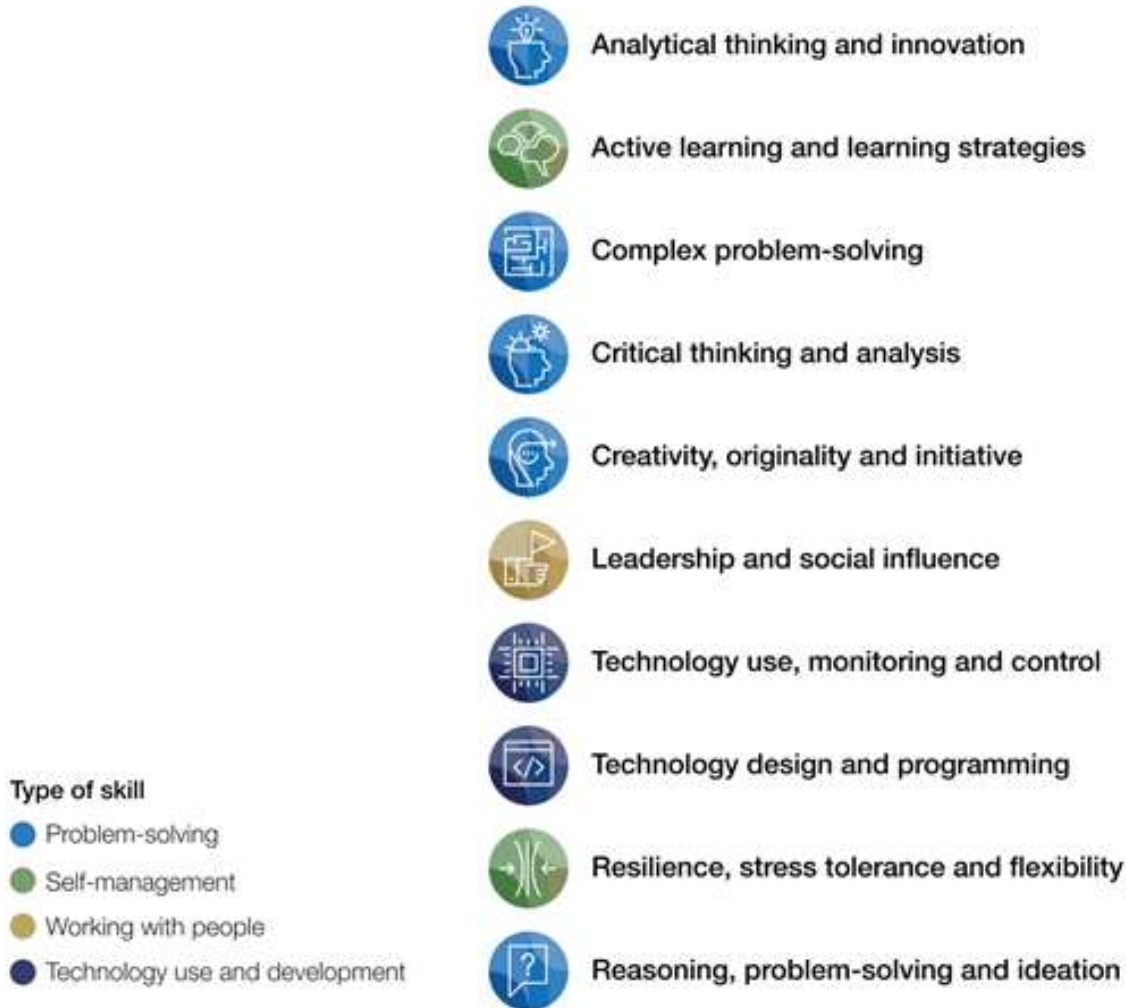 Analytical thinking and innovation
Active learning and learning strategies
Complex problem-solving
Critical thinking and analysis
Creativity, originality and initiative
Leadership and social influence
Technology use, monitoring and control
Technology design and programming
</>
Resilience, stress tolerance and flexibility
Reasoning, problem-solving and ideation
?
Type of skill
Problem-solving
Self-management
Working with people
Technology use and development